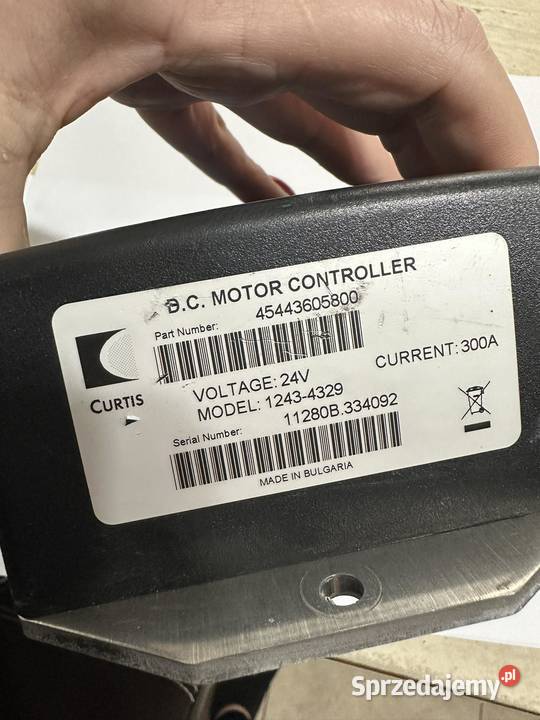 D.C. MOTOR CONTROLLER
Part Number: 45443605800
CURTIS
VOLTAGE: 24V
CURRENT: 300A
MODEL: 1243-4329
Serial Number: 11280B.334092
MADE IN BULGARIA
Sprzedajemy.pl